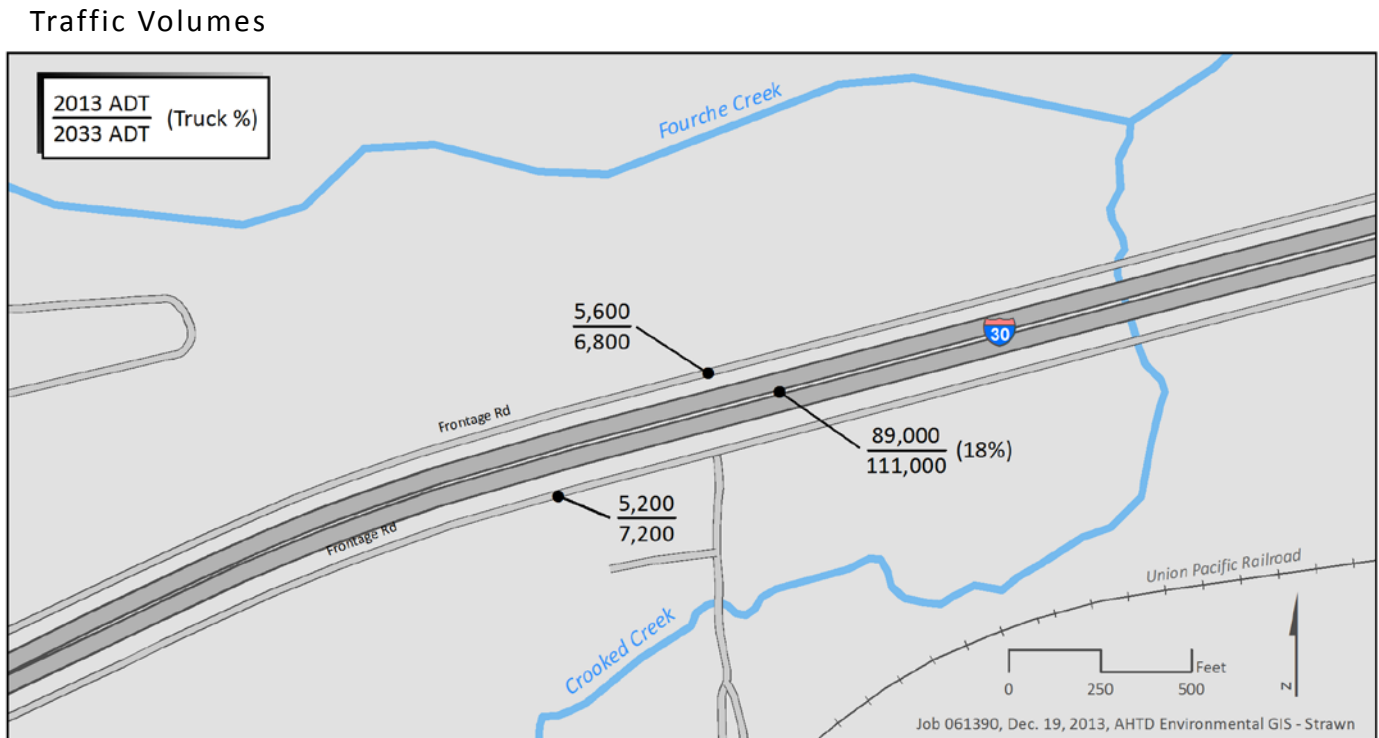 Traffic Volumes
2013 ADT
2033 ADT
(Truck %)
Fourche Creek
5,600
6,800
30
Frontage Rd
89,000
111,000
(18%)
5,200
7,200
Frontage Rd
Union Pacific Railroad
Crooked Creek
Feet
0 250 500
N
Job 061390, Dec. 19, 2013, AHTD Environmental GIS - Strawn